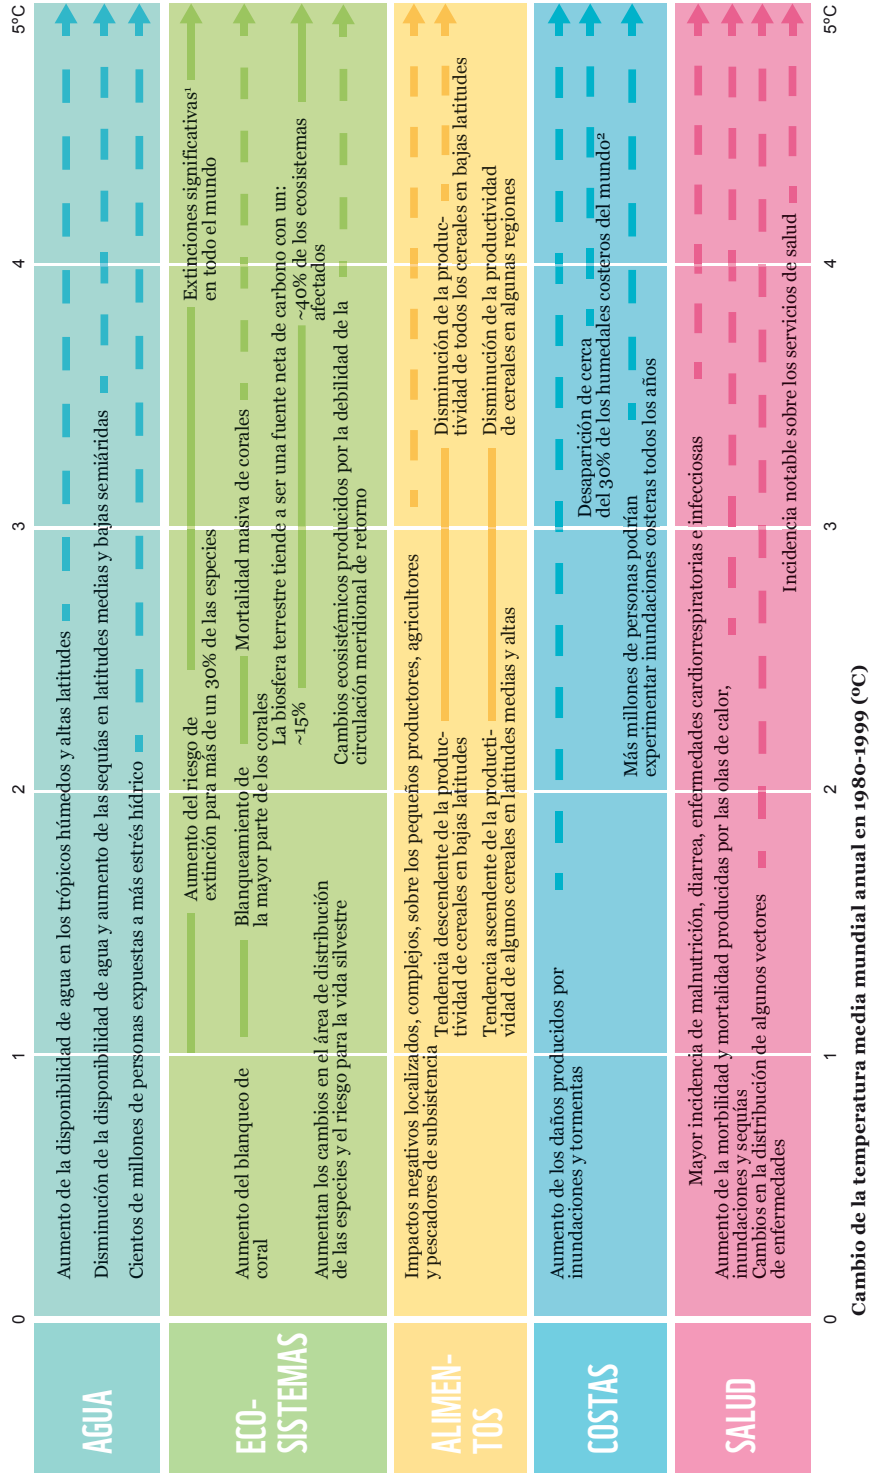 0
1
2
3
4
5ºC
AGUA
Aumento de la disponibilidad de agua en los trópicos húmedos y altas latitudes
Disminución de la disponibilidad de agua y aumento de las sequías en latitudes medias y bajas semiáridas
Cientos de millones de personas expuestas a más estrés hídrico
ECO-
SISTEMAS
Aumento del blanqueo de
coral
Aumentan los cambios en el área de distribución
de las especies y el riesgo para la vida silvestre
Aumento del riesgo de
extinción para más de un 30% de las especies
Blanqueamiento de
la mayor parte de los corales
Extinciones significativas¹
en todo el mundo
Mortalidad masiva de corales
La biosfera terrestre tiende a ser una fuente neta de carbono con un:
~15%
~40% de los ecosistemas
afectados
Cambios ecosistémicos producidos por la debilidad de la
circulación meridional de retorno
ALIMEN-
TOS
Impactos negativos localizados, complejos, sobre los pequeños productores, agricultores
y pescadores de subsistencia
Tendencia descendente de la produc-
tividad de cereales en bajas latitudes
Disminución de la produc-
tividad de todos los cereales en bajas latitudes
Tendencia ascendente de la producti-
vidad de algunos cereales en latitudes medias y altas
Disminución de la productividad
de cereales en algunas regiones
COSTAS
Aumento de los daños producidos por
inundaciones y tormentas
Desaparición de cerca
del 30% de los humedales costeros del mundo²
Más millones de personas podrían
experimentar inundaciones costeras todos los años
SALUD
Mayor incidencia de malnutrición, diarrea, enfermedades cardiorrespiratorias e infecciosas
Aumento de la morbilidad y mortalidad producidas por las olas de calor,
inundaciones y sequías
Cambios en la distribución de algunos vectores
de enfermedades
Incidencia notable sobre los servicios de salud
0
1
2
3
4
5ºC
Cambio de la temperatura media mundial anual en 1980-1999 (ºC)